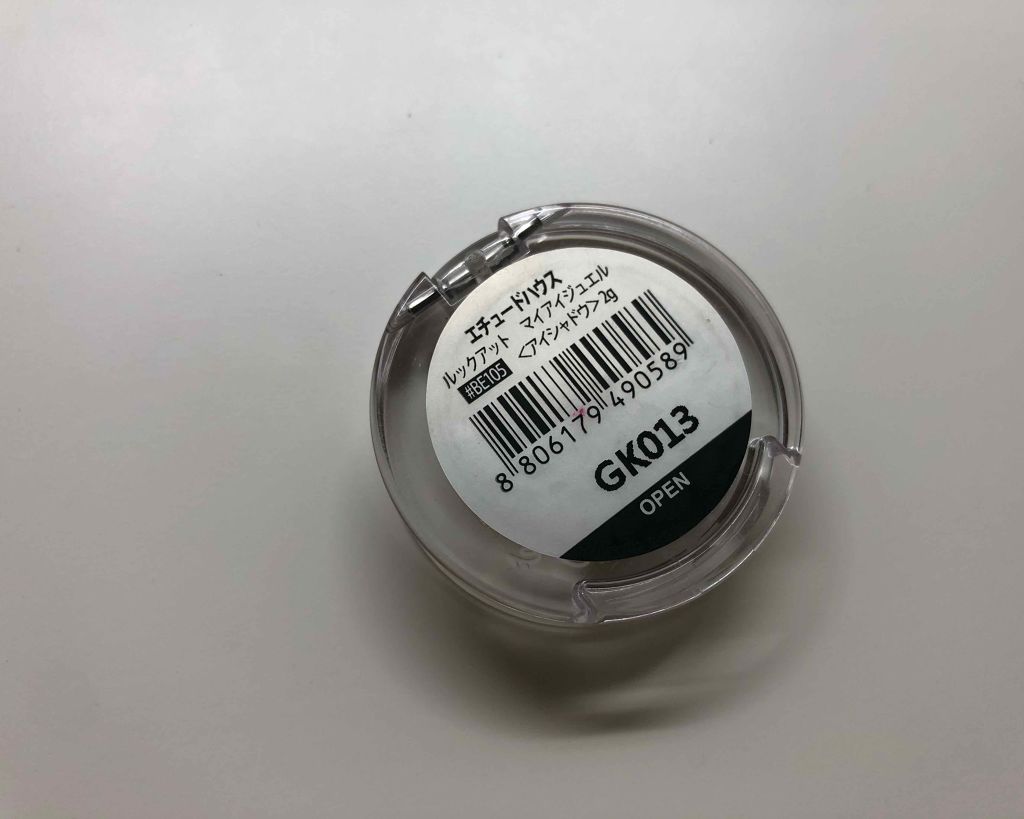 エチュードハウス
ルックアット マイアイジュエル
#BE105 <アイシャドウ>2g
8 806179 490589
GK013
OPEN